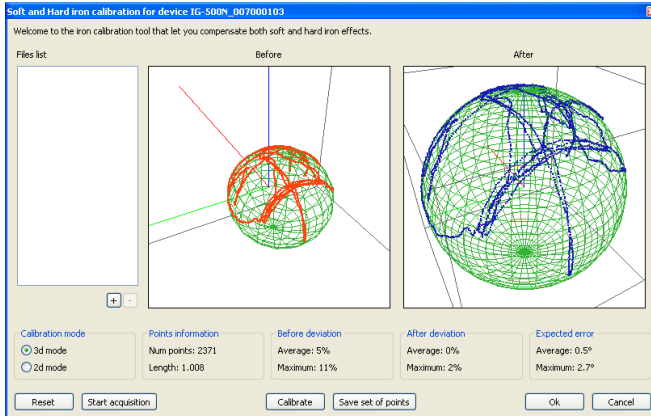 Soft and Hard iron calibration for device IG-500N_007000103
Welcome to the iron calibration tool that let you compensate both soft and hard iron effects.
Files list
Before
After
+
-
Calibration mode
3d mode
2d mode
Points information
Num points: 2371
Length: 1.008
Before deviation
Average: 5%
Maximum: 11%
After deviation
Average: 0%
Maximum: 2%
Expected error
Average: 0.5°
Maximum: 2.7°
Reset
Start acquisition
Calibrate
Save set of points
Ok
Cancel